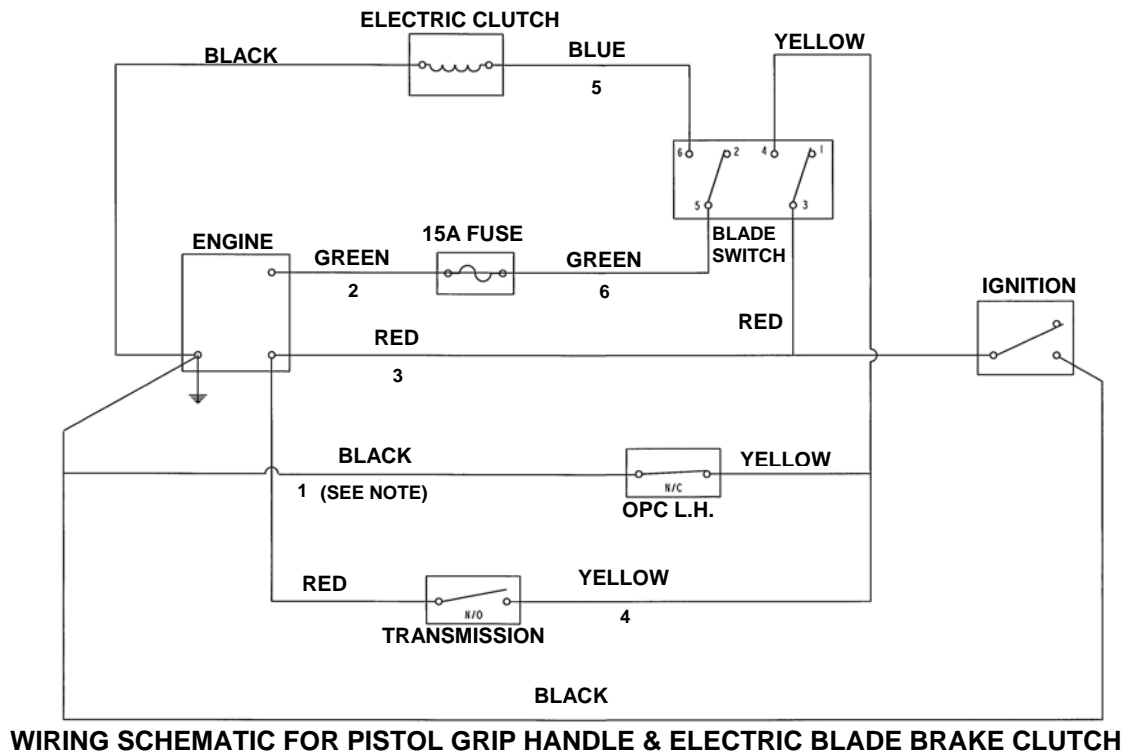 ELECTRIC CLUTCH
BLACK
BLUE
YELLOW
5
6 2 4 1
5 3
BLADE
SWITCH
ENGINE
15A FUSE
GREEN
GREEN
2
6
IGNITION
RED
RED
3
BLACK
YELLOW
1 (SEE NOTE)
N/C
OPC L.H.
RED
YELLOW
N/O
4
TRANSMISSION
BLACK
WIRING SCHEMATIC FOR PISTOL GRIP HANDLE & ELECTRIC BLADE BRAKE CLUTCH